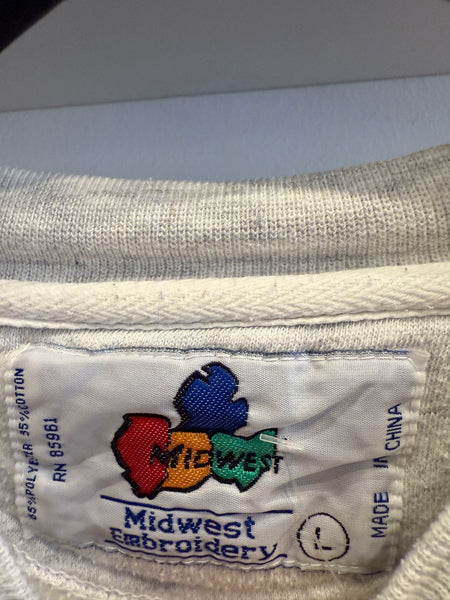 65%POLYESTER 35%COTTON
RN 85961
MIDWEST
Midwest
Embroidery
L
MADE IN CHINA